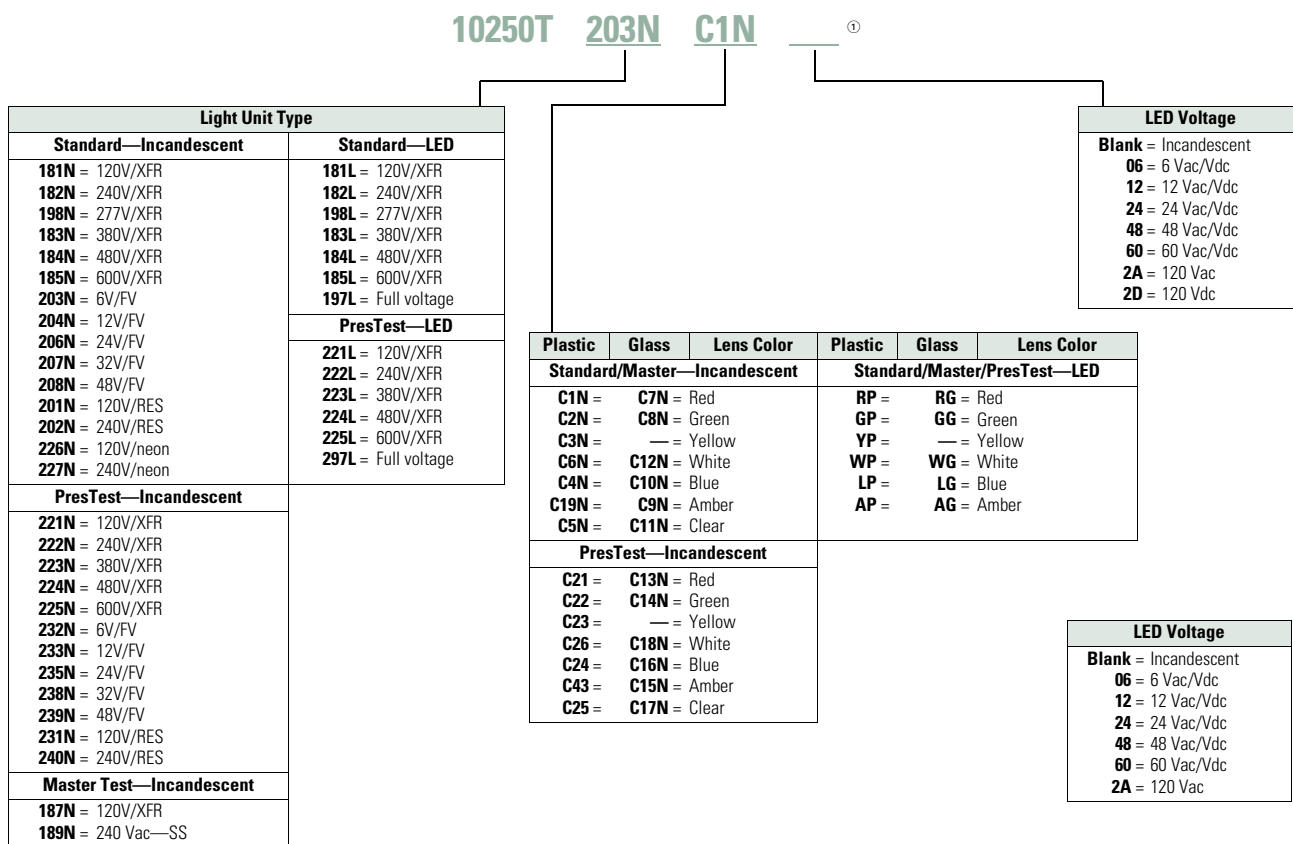 10250T 203N C1N ①
Light Unit Type
Standard—Incandescent
181N = 120V/XFR
182N = 240V/XFR
198N = 277V/XFR
183N = 380V/XFR
184N = 480V/XFR
185N = 600V/XFR
203N = 6V/FV
204N = 12V/FV
206N = 24V/FV
207N = 32V/FV
208N = 48V/FV
201N = 120V/RES
202N = 240V/RES
226N = 120V/neon
227N = 240V/neon
PresTest—Incandescent
221N = 120V/XFR
222N = 240V/XFR
223N = 380V/XFR
224N = 480V/XFR
225N = 600V/XFR
232N = 6V/FV
233N = 12V/FV
235N = 24V/FV
238N = 32V/FV
239N = 48V/FV
231N = 120V/RES
240N = 240V/RES
Master Test—Incandescent
187N = 120V/XFR
189N = 240 Vac—SS
Standard—LED
181L = 120V/XFR
182L = 240V/XFR
198L = 277V/XFR
183L = 380V/XFR
184L = 480V/XFR
185L = 600V/XFR
197L = Full voltage
PresTest—LED
221L = 120V/XFR
222L = 240V/XFR
223L = 380V/XFR
224L = 480V/XFR
225L = 600V/XFR
297L = Full voltage
Plastic Glass Lens Color
Standard/Master—Incandescent
C1N = C7N = Red
C2N = C8N = Green
C3N = — = Yellow
C6N = C12N = White
C4N = C10N = Blue
C19N = C9N = Amber
C5N = C11N = Clear
PresTest—Incandescent
C21 = C13N = Red
C22 = C14N = Green
C23 = — = Yellow
C26 = C18N = White
C24 = C16N = Blue
C43 = C15N = Amber
C25 = C17N = Clear
Plastic Glass Lens Color
Standard/Master/PresTest—LED
RP = RG = Red
GP = GG = Green
YP = — = Yellow
WP = WG = White
LP = LG = Blue
AP = AG = Amber
LED Voltage
Blank = Incandescent
06 = 6 Vac/Vdc
12 = 12 Vac/Vdc
24 = 24 Vac/Vdc
48 = 48 Vac/Vdc
60 = 60 Vac/Vdc
2A = 120 Vac
2D = 120 Vdc
LED Voltage
Blank = Incandescent
06 = 6 Vac/Vdc
12 = 12 Vac/Vdc
24 = 24 Vac/Vdc
48 = 48 Vac/Vdc
60 = 60 Vac/Vdc
2A = 120 Vac